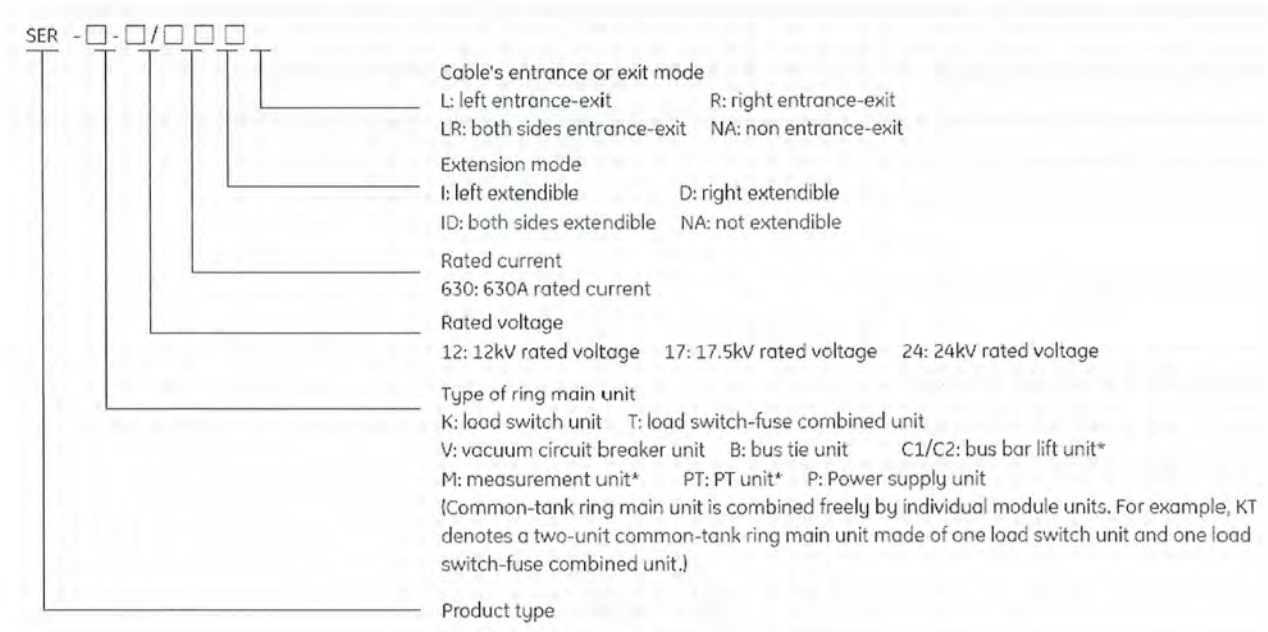 SER -□-□/□□□
Cable's entrance or exit mode
L: left entrance-exit R: right entrance-exit
LR: both sides entrance-exit NA: non entrance-exit
Extension mode
I: left extendible D: right extendible
ID: both sides extendible NA: not extendible
Rated current
630: 630A rated current
Rated voltage
12: 12kV rated voltage 17: 17.5kV rated voltage 24: 24kV rated voltage
Type of ring main unit
K: load switch unit T: load switch-fuse combined unit
V: vacuum circuit breaker unit B: bus tie unit C1/C2: bus bar lift unit*
M: measurement unit* PT: PT unit* P: Power supply unit
(Common-tank ring main unit is combined freely by individual module units. For example, KT
denotes a two-unit common-tank ring main unit made of one load switch unit and one load
switch-fuse combined unit.)
Product type